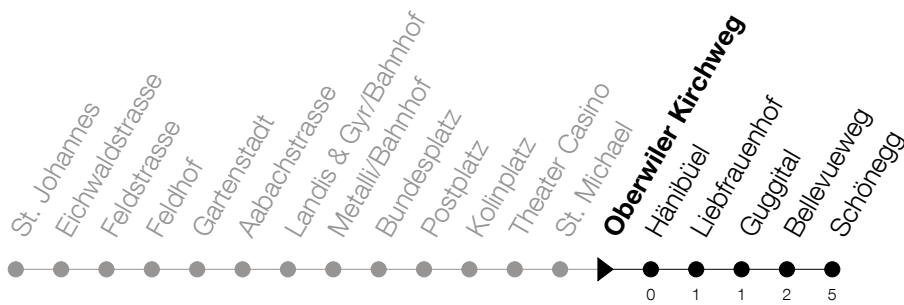 St. Johannes
Eichwaldstrasse
Feldstrasse
Feldhof
Gartenstadt
Aabachstrasse
Landis & Gyr/Bahnhof
Metalli/Bahnhof
Bundesplatz
Postplatz
Kolinplatz
Theater Casino
St. Michael
Oberwiler Kirchweg
Hänibüel
Liebfrauenhof
Guggital
Bellevueweg
Schönegg
0 1 1 2 5